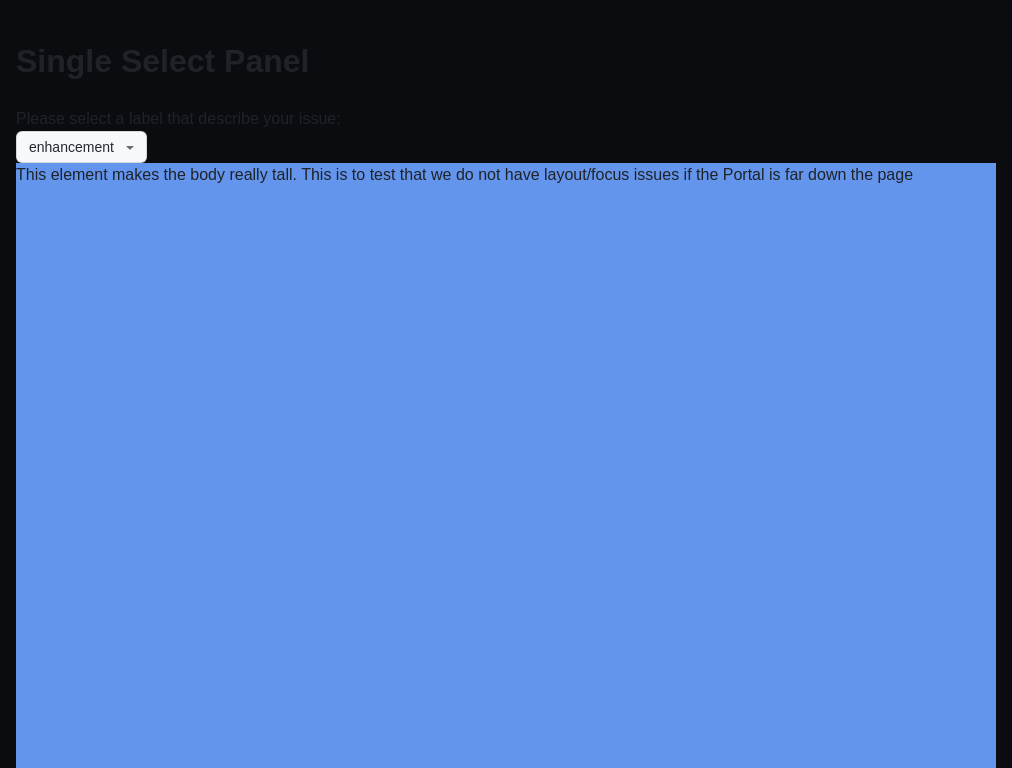 Single Select Panel
Please select a label that describe your issue:
enhancement
This element makes the body really tall. This is to test that we do not have layout/focus issues if the Portal is far down the page